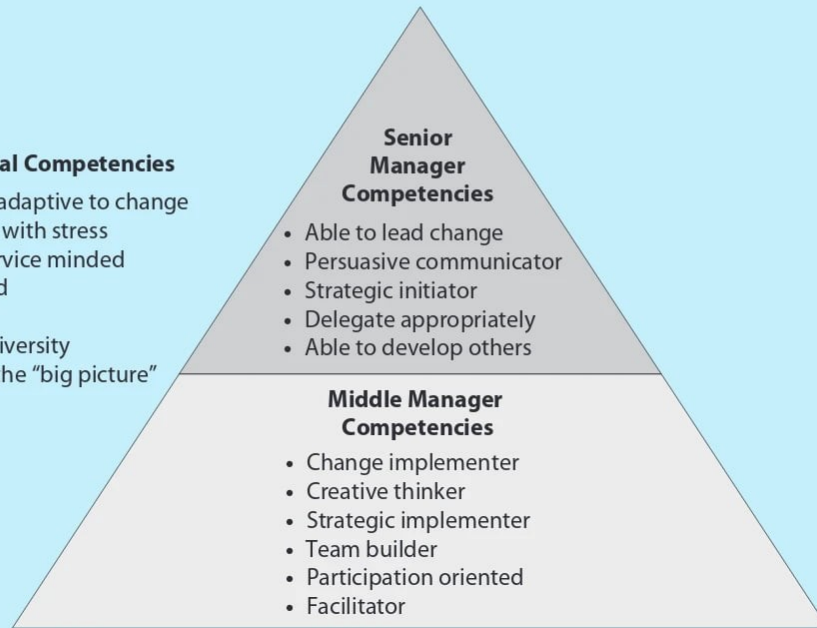 al Competencies
adaptive to change
with stress
rvice minded
d
iversity
he “big picture”
Senior
Manager
Competencies
• Able to lead change
• Persuasive communicator
• Strategic initiator
• Delegate appropriately
• Able to develop others
Middle Manager
Competencies
• Change implementer
• Creative thinker
• Strategic implementer
• Team builder
• Participation oriented
• Facilitator